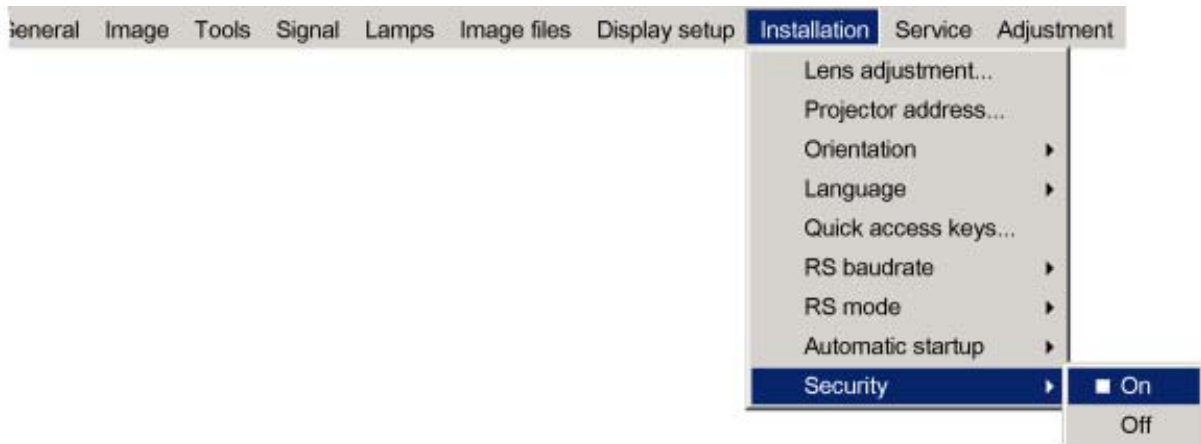 General Image Tools Signal Lamps Image files Display setup Installation Service Adjustment
Lens adjustment...
Projector address...
Orientation
Language
Quick access keys...
RS baudrate
RS mode
Automatic startup
Security On
Off